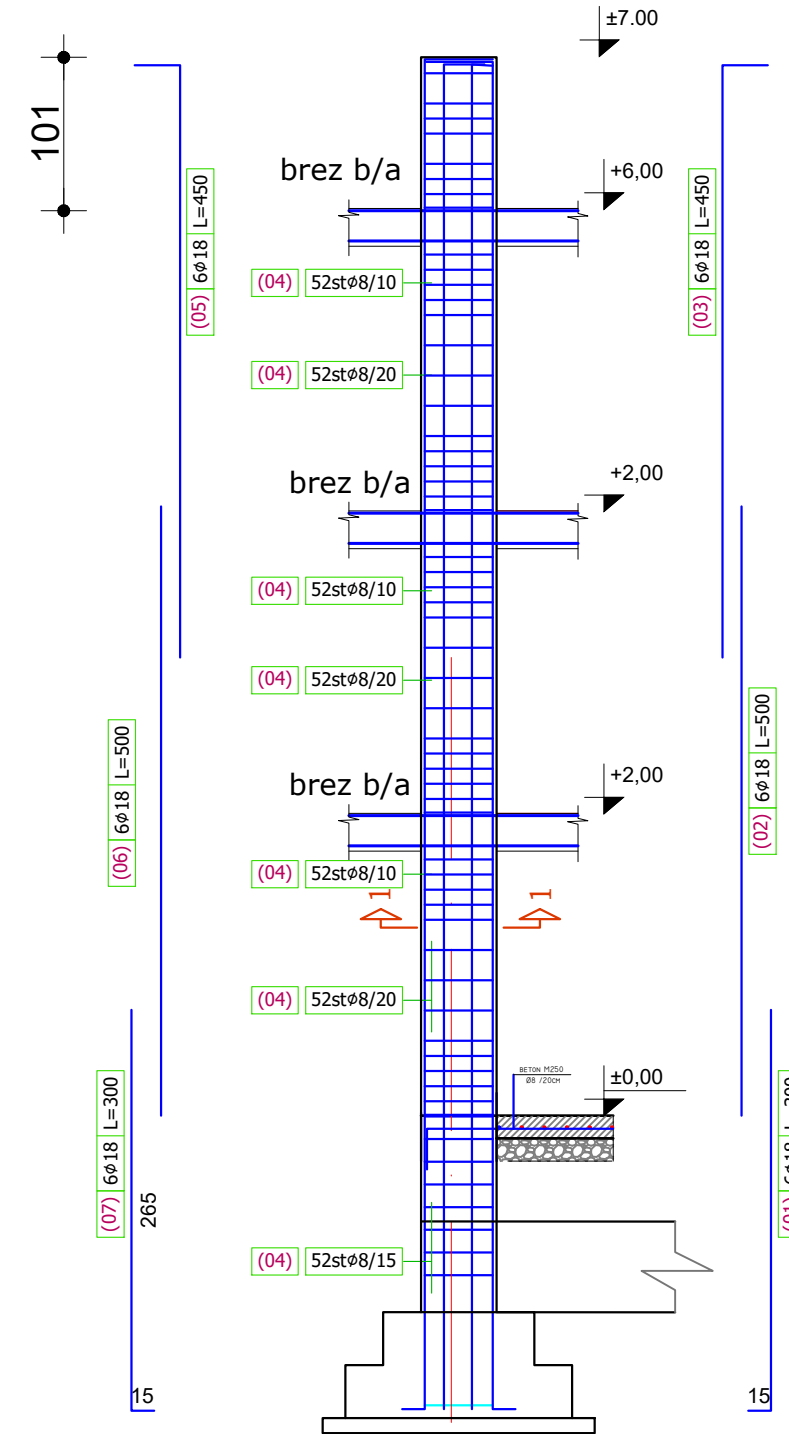 ±7.00
101
brez b/a
+6,00
(05) 6ϕ18 L=450
(03) 6ϕ18 L=450
(04) 52stϕ8/10
(04) 52stϕ8/20
brez b/a
+2,00
(04) 52stϕ8/10
(04) 52stϕ8/20
(06) 6ϕ18 L=500
(02) 6ϕ18 L=500
brez b/a
+2,00
(04) 52stϕ8/10
1 1
(04) 52stϕ8/20
BETON M250
Ø8 /20CM
±0,00
(07) 6ϕ18 L=300
265
(04) 52stϕ8/15
15
15